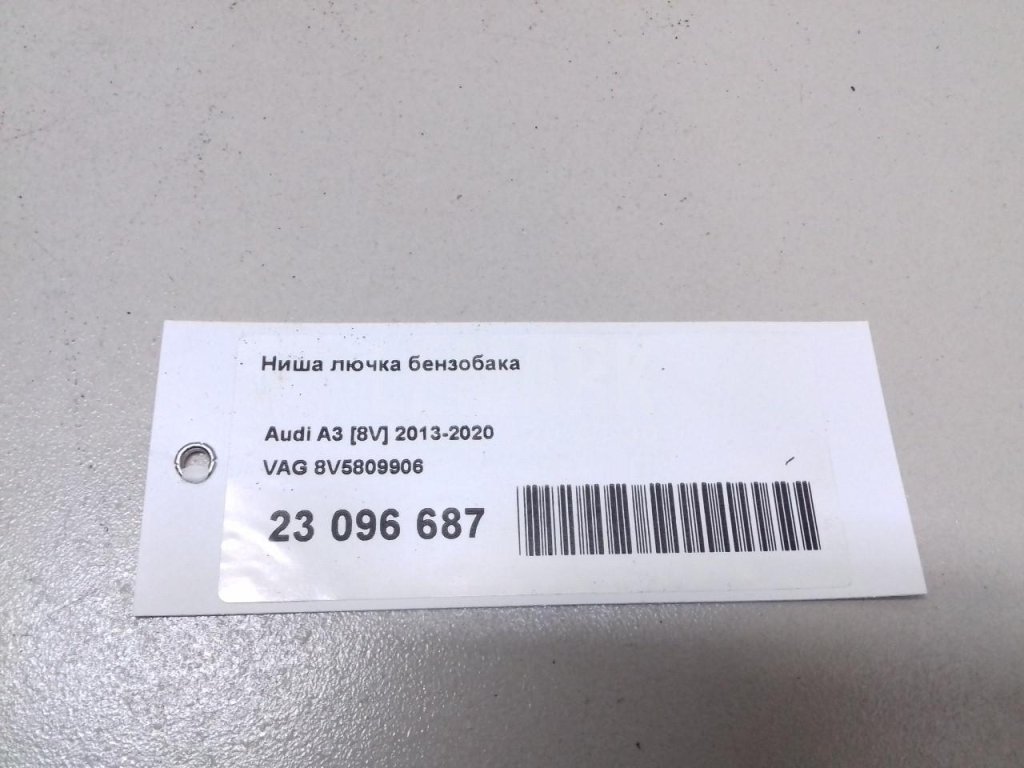 Ниша лючка бензобака
Audi A3 [8V] 2013-2020
VAG 8V5809906
23 096 687